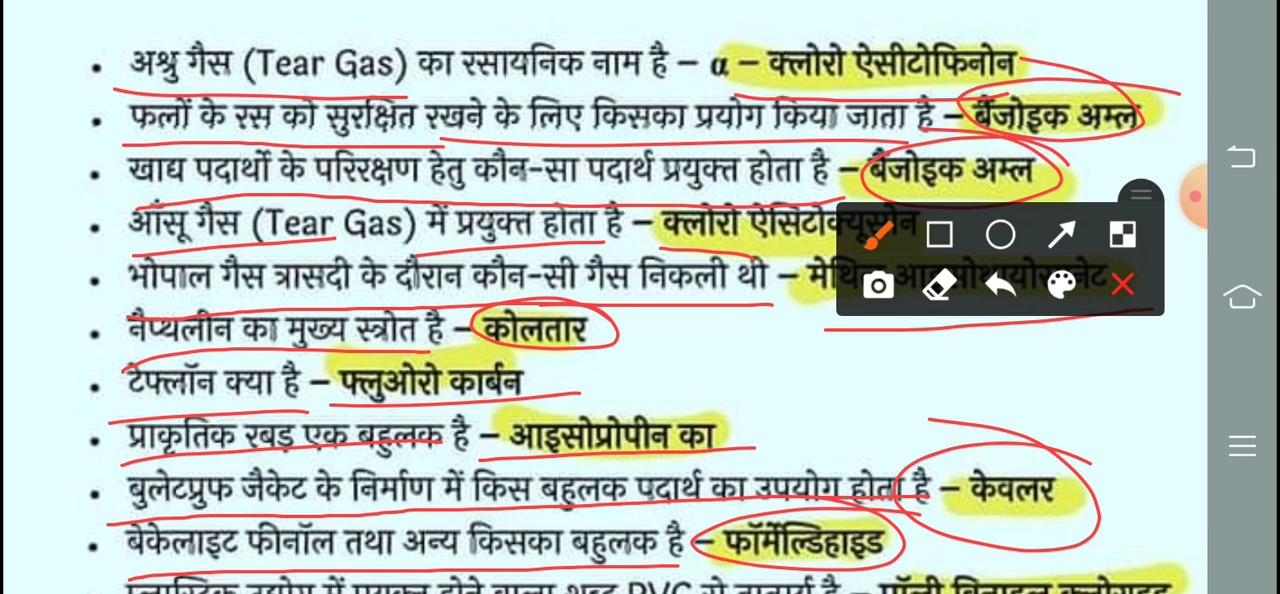 • अश्रु गैस (Tear Gas) का रसायनिक नाम है – α – क्लोरो ऐसीटोफिनोन
• फलों के रस को सुरक्षित रखने के लिए किसका प्रयोग किया जाता है – बैंजोइक अम्ल
• खाद्य पदार्थो के परिरक्षण हेतु कौन-सा पदार्थ प्रयुक्त होता है – बैंजोइक अम्ल
• आँसू गैस (Tear Gas) में प्रयुक्त होता है – क्लोरो
• भोपाल गैस त्रासदी के दौरान कौन-सी गैस निकली थी –
• नैप्थलीन का मुख्य स्त्रोत है – कोलतार
• टेफ्लॉन क्या है – फ्लुओरो कार्बन
• प्राकृतिक रबड़ एक बहुलक है – आइसोप्रोपीन का
• बुलेटप्रुफ जैकेट के निर्माण में किस बहुलक पदार्थ का उपयोग होता है – केवलर
• बेकेलाइट फीनॉल तथा अन्य किसका बहुलक है – फॉर्मेल्डिहाइड